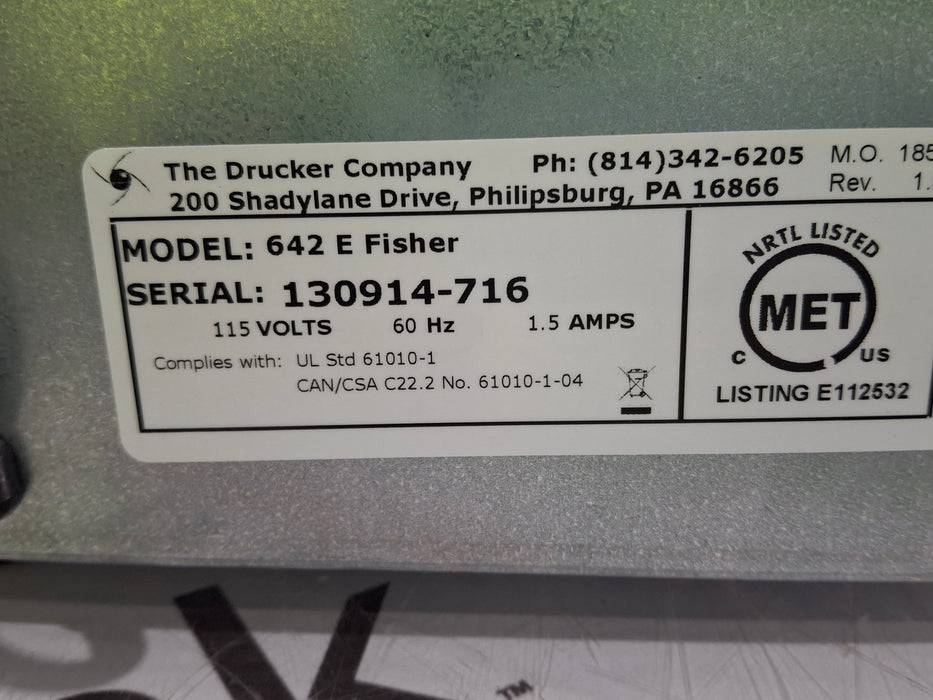 The Drucker Company Ph: (814)342-6205 M.O. 185
200 Shadylane Drive, Philipsburg, PA 16866 Rev. 1.
MODEL: 642 E Fisher
SERIAL: 130914-716
115 VOLTS 60 Hz 1.5 AMPS
Complies with: UL Std 61010-1
CAN/CSA C22.2 No. 61010-1-04
NRTL LISTED
MET
C US
LISTING E112532
K
™